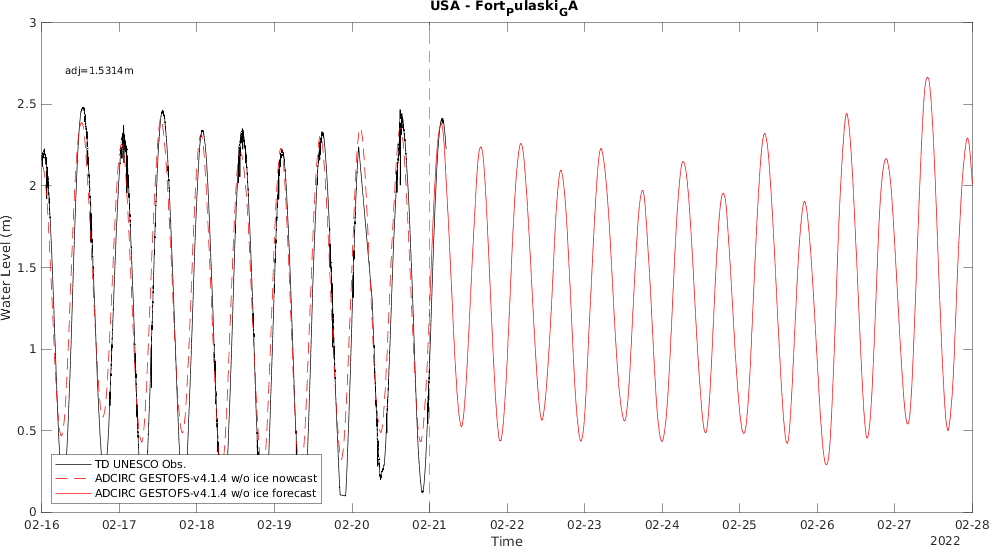 USA - FortPulaskiGA
3
adj=1.5314m
2.5
2
1.5
1
0.5
0
Water Level (m)
TD UNESCO Obs.
ADCIRC GESTOFS-v4.1.4 w/o ice nowcast
ADCIRC GESTOFS-v4.1.4 w/o ice forecast
02-16 02-17 02-18 02-19 02-20 02-21 02-22 02-23 02-24 02-25 02-26 02-27 02-28
Time
2022